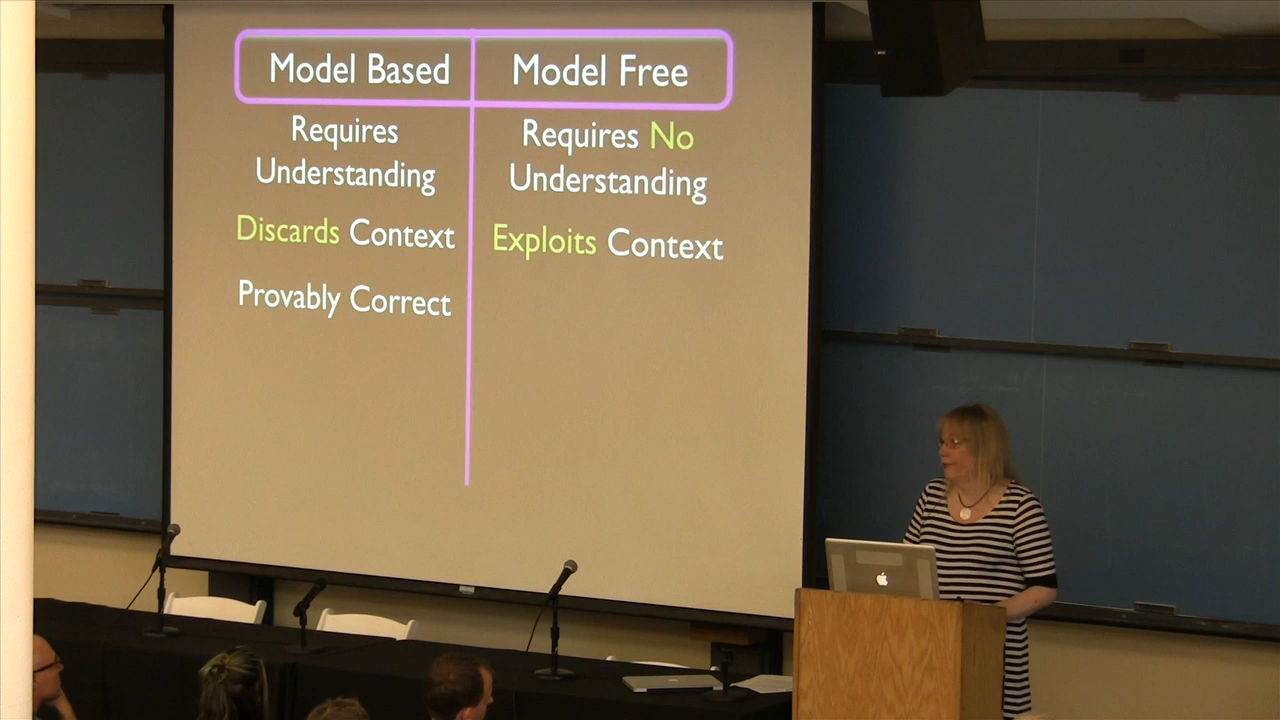 Model Based
Model Free
Requires
Understanding
Requires No
Understanding
Discards Context
Exploits Context
Provably Correct